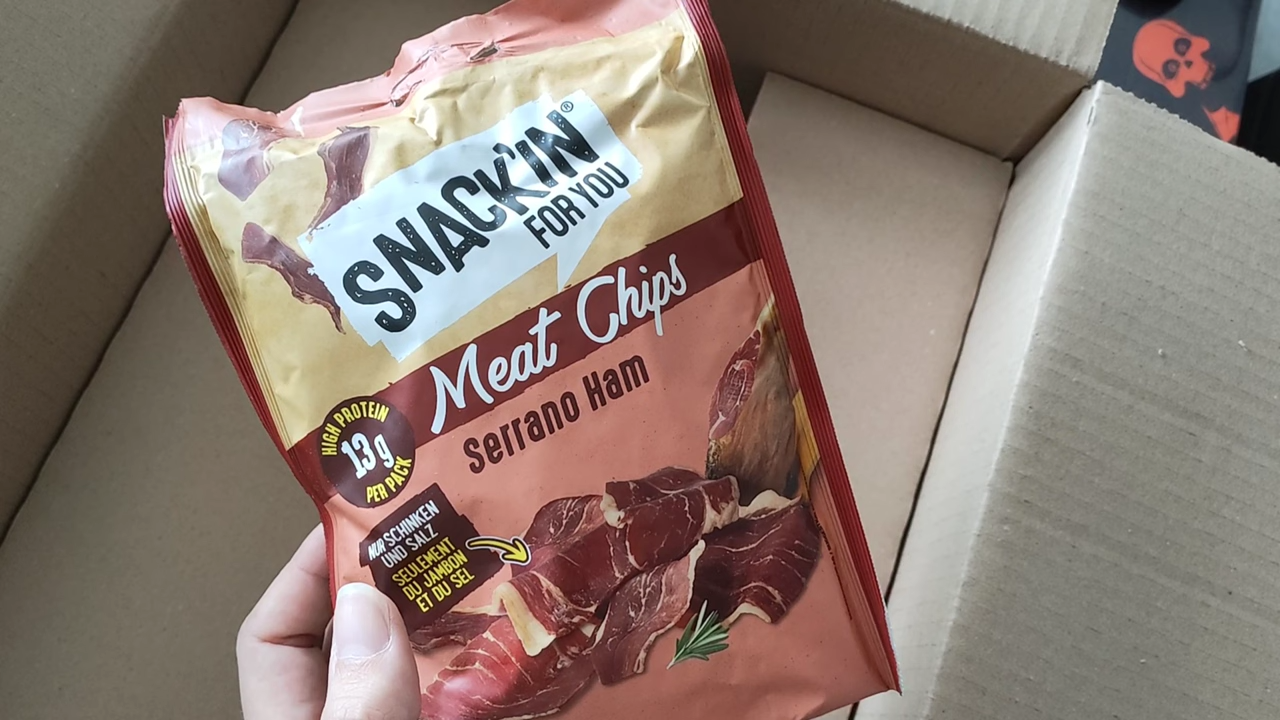 SNACK'IN®
FOR YOU
Meat Chips
Serrano Ham
HIGH PROTEIN
13g
PER PACK
NUR SCHINKEN
UND SALZ
SEULEMENT
DU JAMBON
ET DU SEL